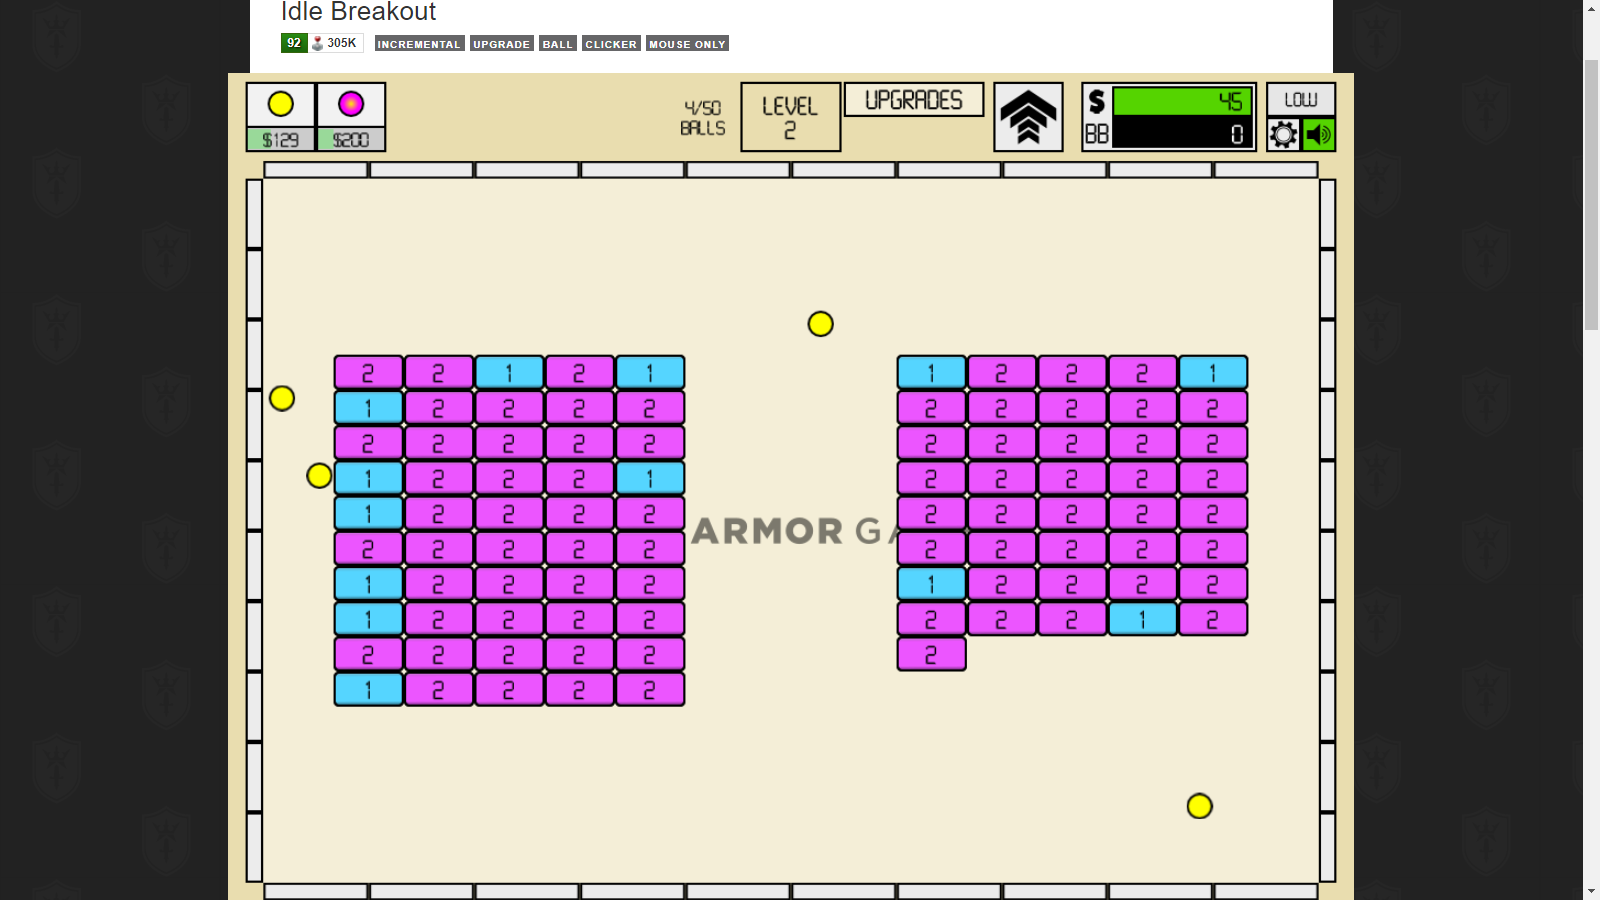 Idle Breakout
92 305K INCREMENTAL UPGRADE BALL CLICKER MOUSE ONLY
$129 $200
4/50
BALLS
LEVEL
2
UPGRADES
$ 45
BB 0
LOW
2 2 1 2 1 1 2 2 2 1
1 2 2 2 2 2 2 2 2 2
2 2 2 2 2 2 2 2 2 2
1 2 2 2 1 2 2 2 2 2
1 2 2 2 2 2 2 2 2 2
ARMOR GA
2 2 2 2 2 2 2 2 2 2
1 2 2 2 2 1 2 2 2 2
1 2 2 2 2 2 2 2 1 2
2 2 2 2 2 2
1 2 2 2 2